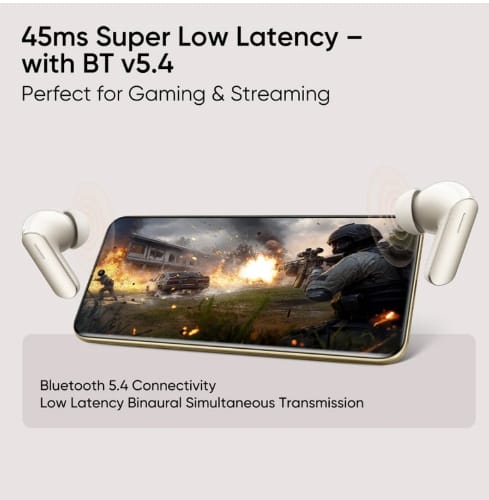 45ms Super Low Latency –
with BT v5.4
Perfect for Gaming & Streaming
Bluetooth 5.4 Connectivity
Low Latency Binaural Simultaneous Transmission